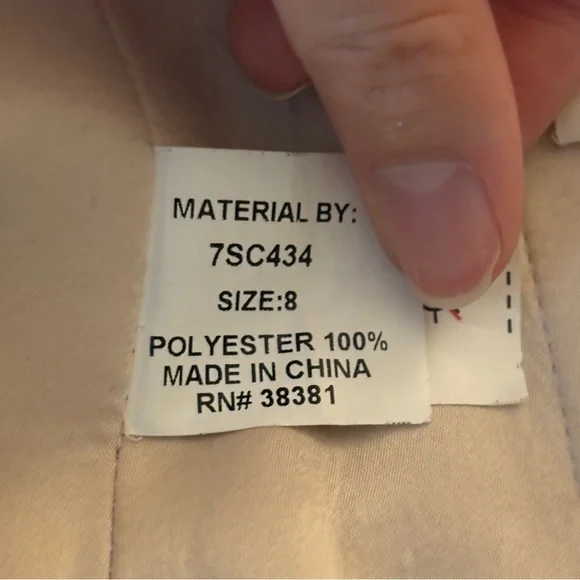 MATERIAL BY:
7SC434
SIZE:8
POLYESTER 100%
MADE IN CHINA
RN# 38381